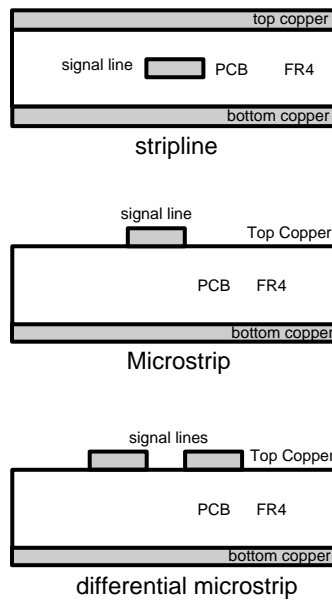 top copper
signal line PCB FR4
bottom copper
stripline
signal line
Top Copper
PCB FR4
bottom copper
Microstrip
signal lines
Top Copper
PCB FR4
bottom copper
differential microstrip